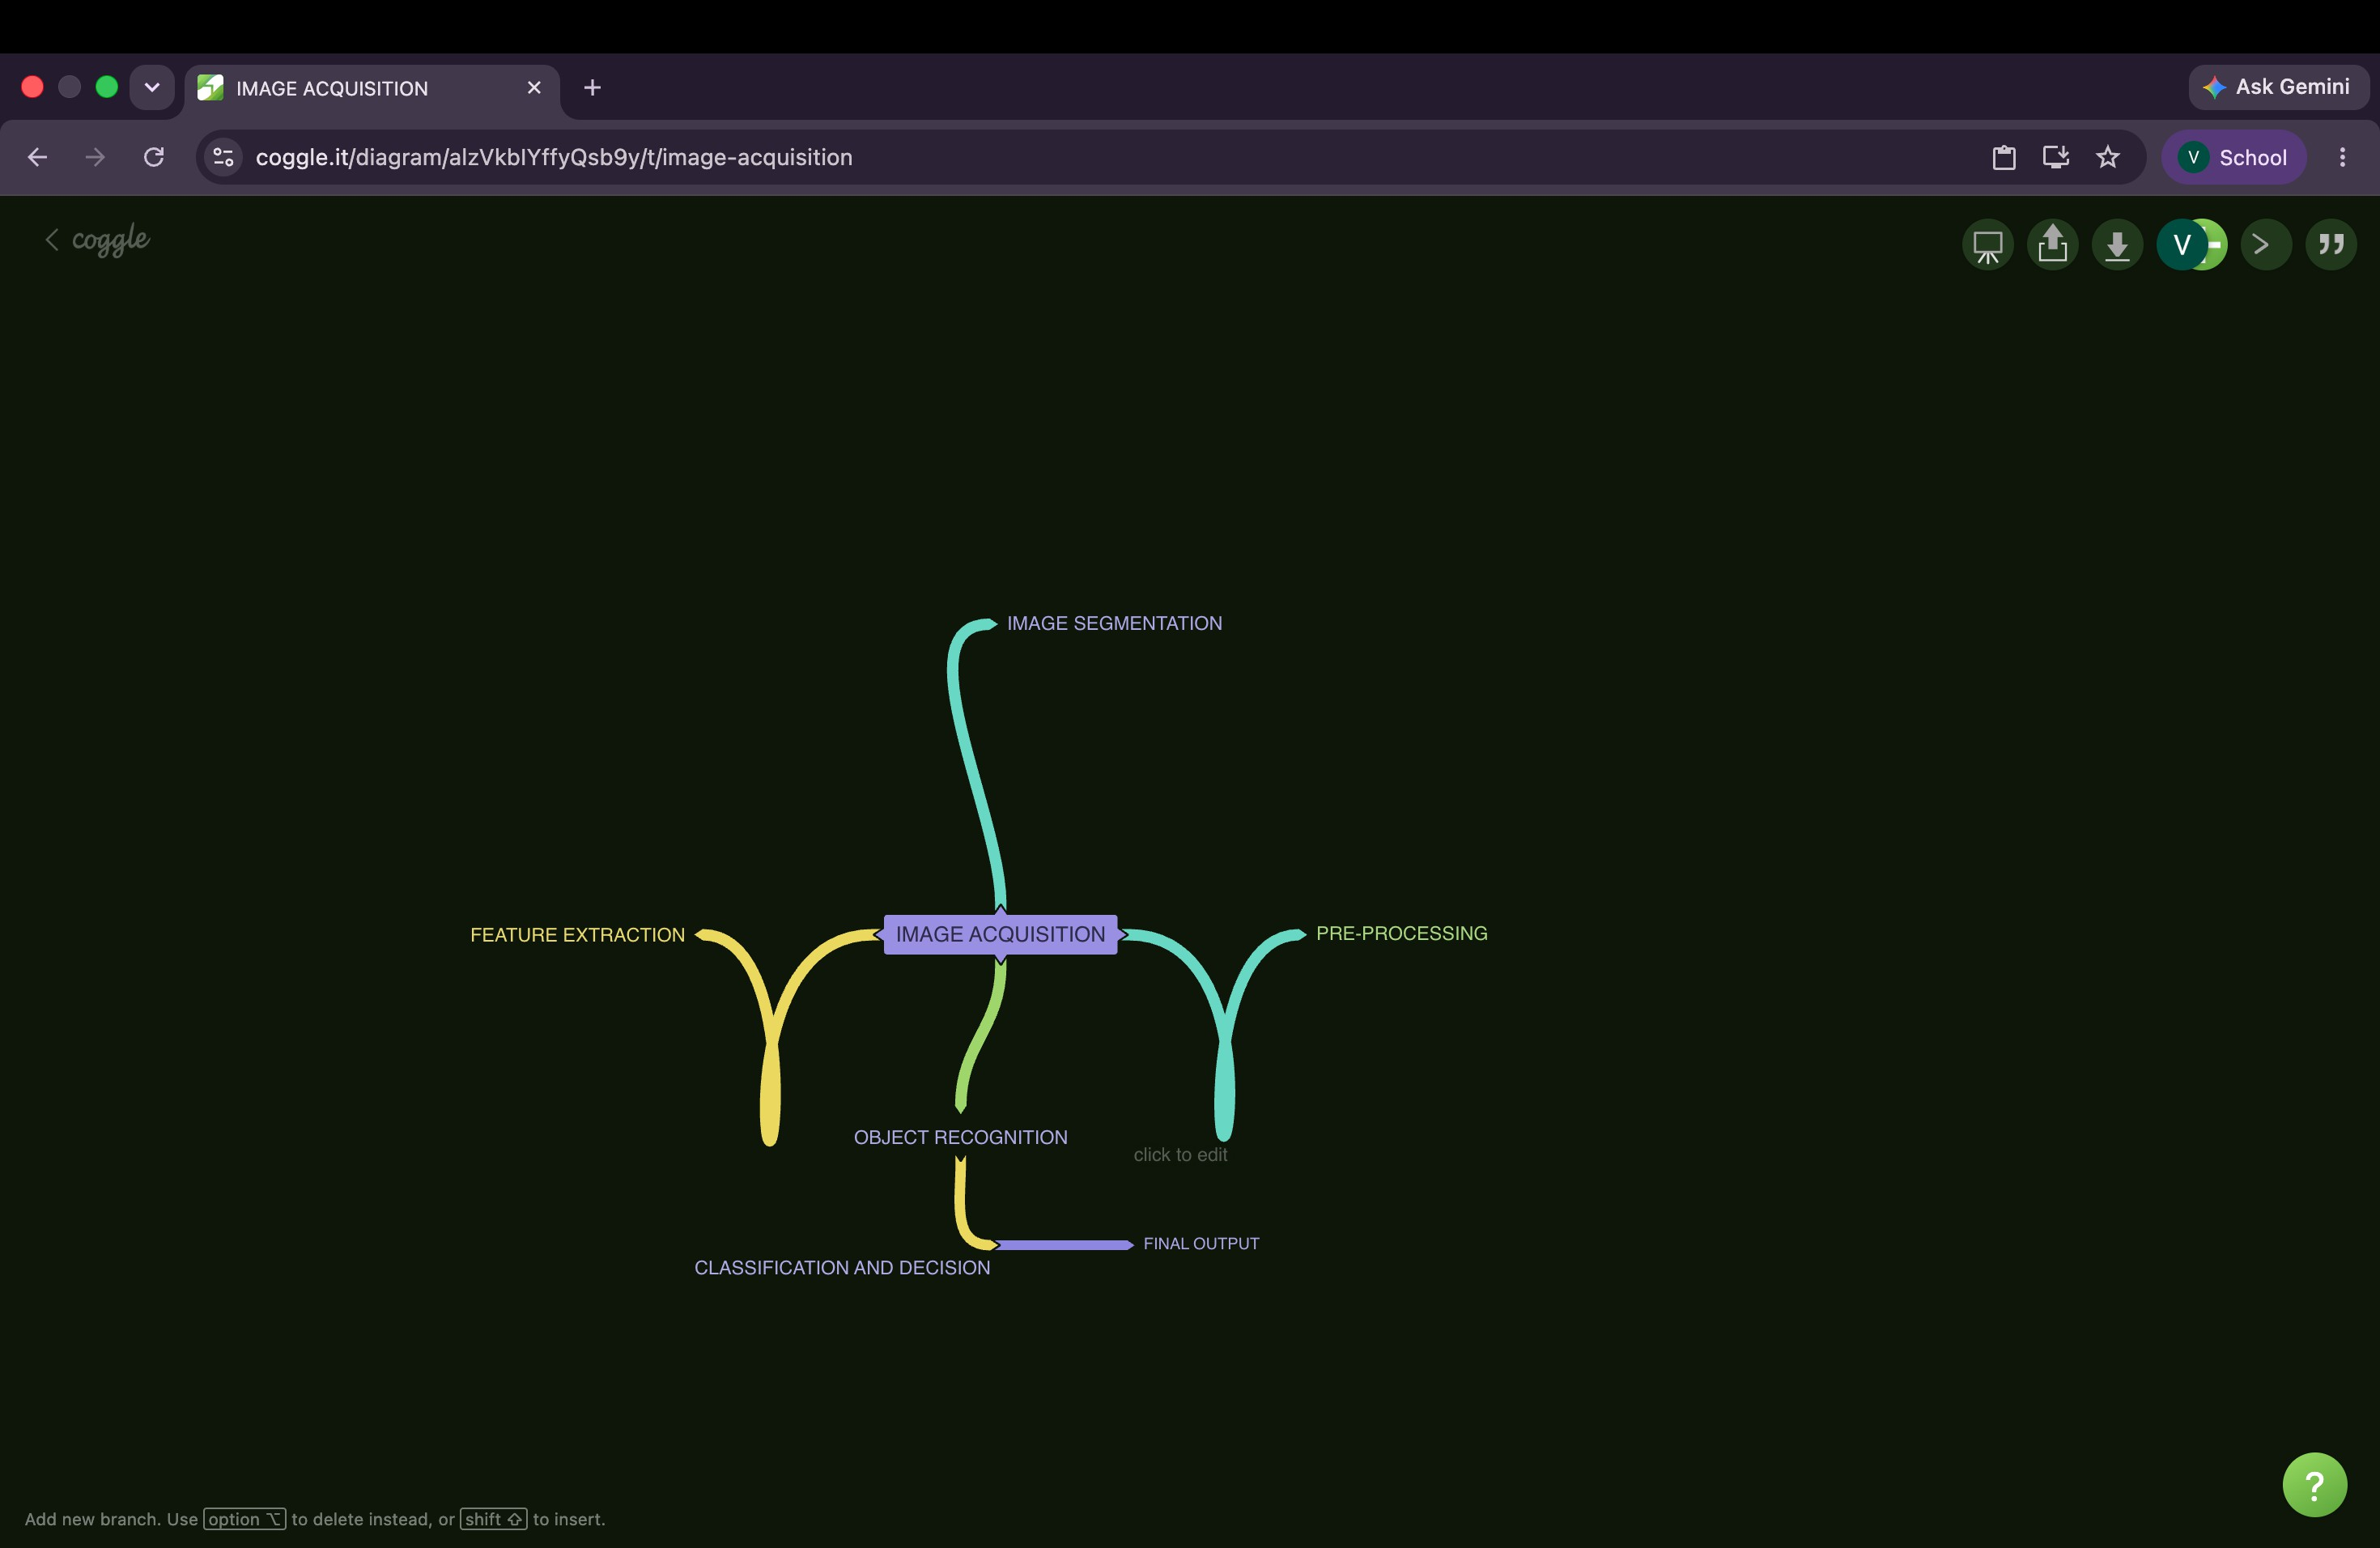 IMAGE ACQUISITION
Ask Gemini
coggle.it/diagram/alzVkbIYffyQsb9y/t/image-acquisition
V School
coggle
V
IMAGE SEGMENTATION
FEATURE EXTRACTION
IMAGE ACQUISITION
PRE-PROCESSING
OBJECT RECOGNITION
click to edit
FINAL OUTPUT
CLASSIFICATION AND DECISION
?
Add new branch. Use option ⌥ to delete instead, or shift ⇧ to insert.